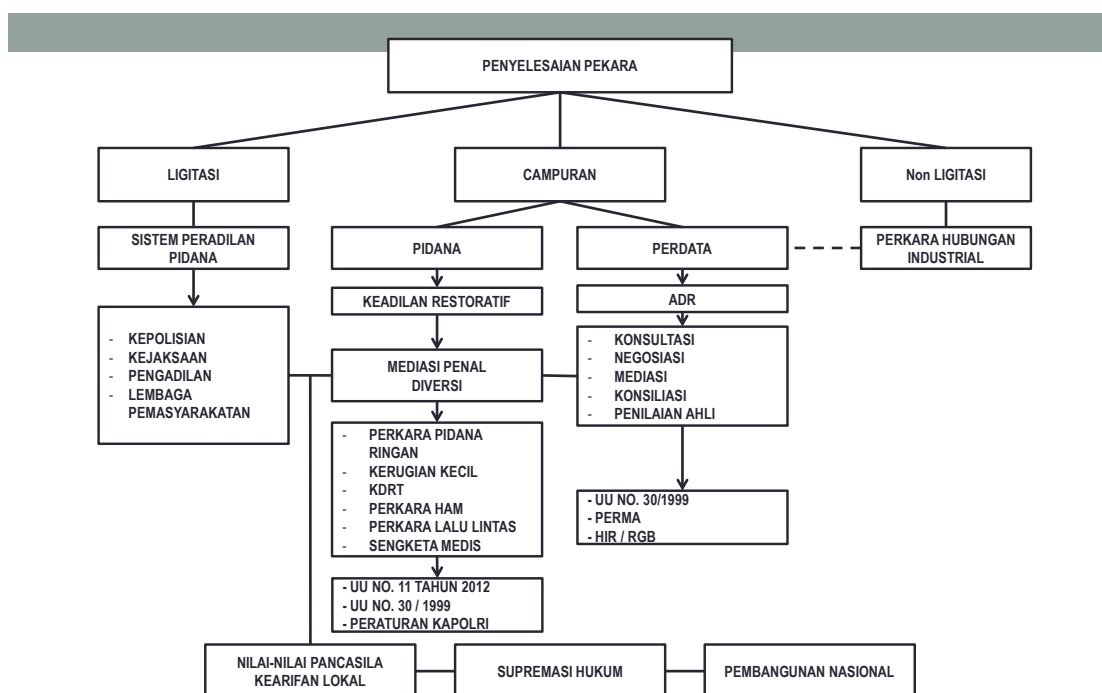 PENYELESAIAN PEKARA
LIGITASI
CAMPURAN
Non LIGITASI
SISTEM PERADILAN
PIDANA
PIDANA
PERDATA
PERKARA HUBUNGAN
INDUSTRIAL
KEADILAN RESTORATIF
ADR
- KEPOLISIAN
- KEJAKSAAN
- PENGADILAN
- LEMBAGA
PEMASYARAKATAN
MEDIASI PENAL
DIVERSI
- KONSULTASI
- NEGOSIASI
- MEDIASI
- KONSILIASI
- PENILAIAN AHLI
- PERKARA PIDANA
RINGAN
- KERUGIAN KECIL
- KDRT
- PERKARA HAM
- PERKARA LALU LINTAS
- SENGKETA MEDIS
- UU NO. 30/1999
- PERMA
- HIR / RGB
- UU NO. 11 TAHUN 2012
- UU NO. 30 / 1999
- PERATURAN KAPOLRI
NILAI-NILAI PANCASILA
KEARIFAN LOKAL
SUPREMASI HUKUM
PEMBANGUNAN NASIONAL